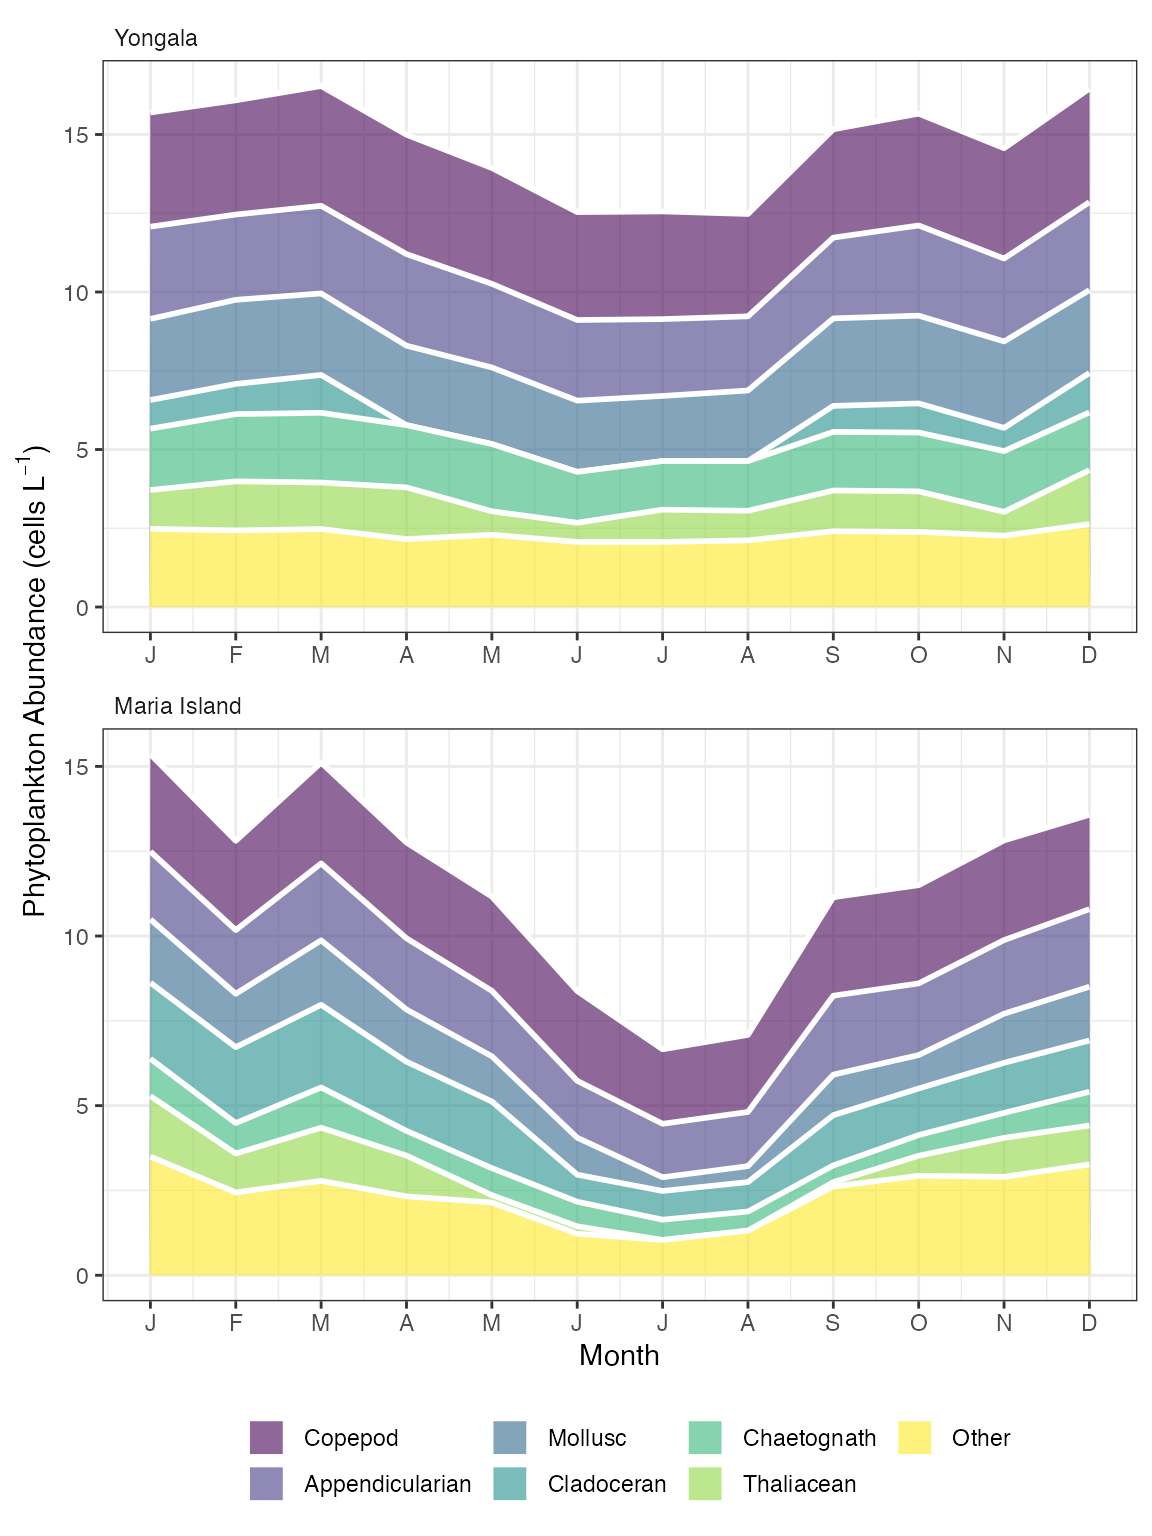 Yongala
15
10
5
0
J F M A M J J A S O N D
Phytoplankton Abundance (cells L⁻¹)
Maria Island
15
10
5
0
J F M A M J J A S O N D
Month
Copepod Mollusc Chaetognath Other
Appendicularian Cladoceran Thaliacean